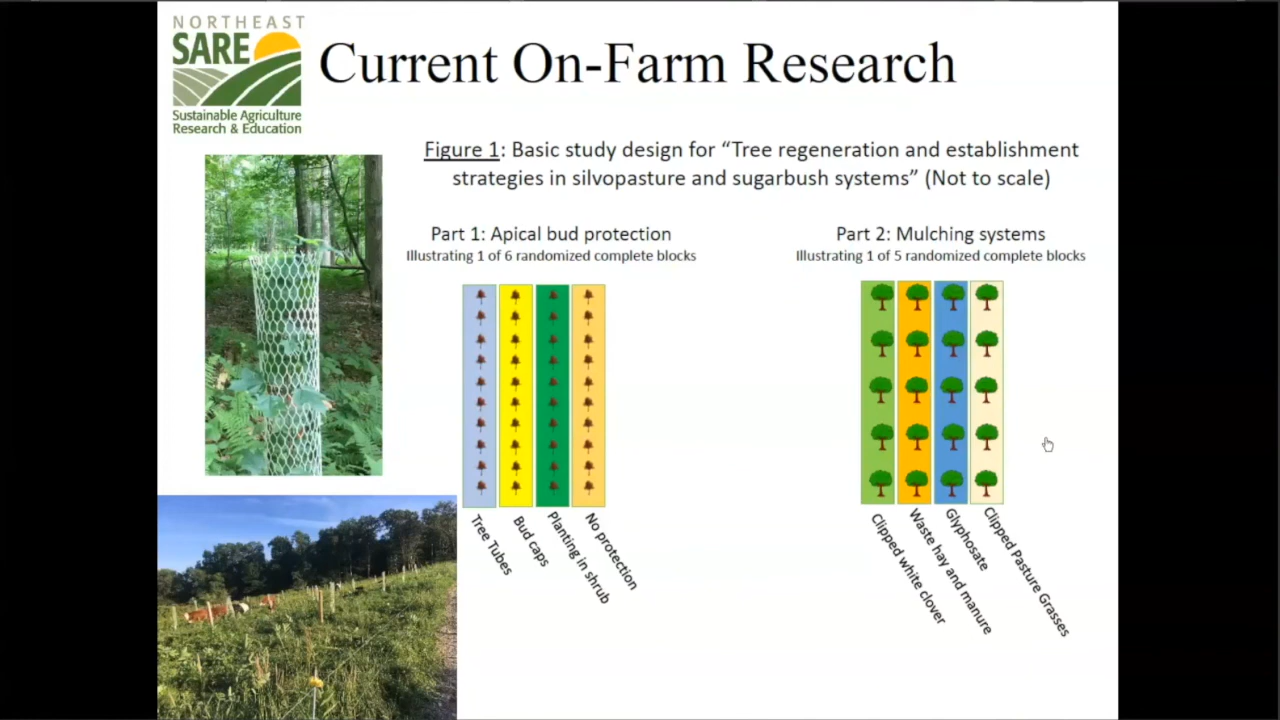 NORTHEAST
SARE
Sustainable Agriculture
Research & Education
Current On-Farm Research
Figure 1: Basic study design for “Tree regeneration and establishment
strategies in silvopasture and sugarbush systems” (Not to scale)
Part 1: Apical bud protection
Illustrating 1 of 6 randomized complete blocks
Tree Tubes
Bud caps
Planting in shrub
No protection
Part 2: Mulching systems
Illustrating 1 of 5 randomized complete blocks
Clipped white clover
Waste hay and manure
Glyphosate
Clipped Pasture Grasses